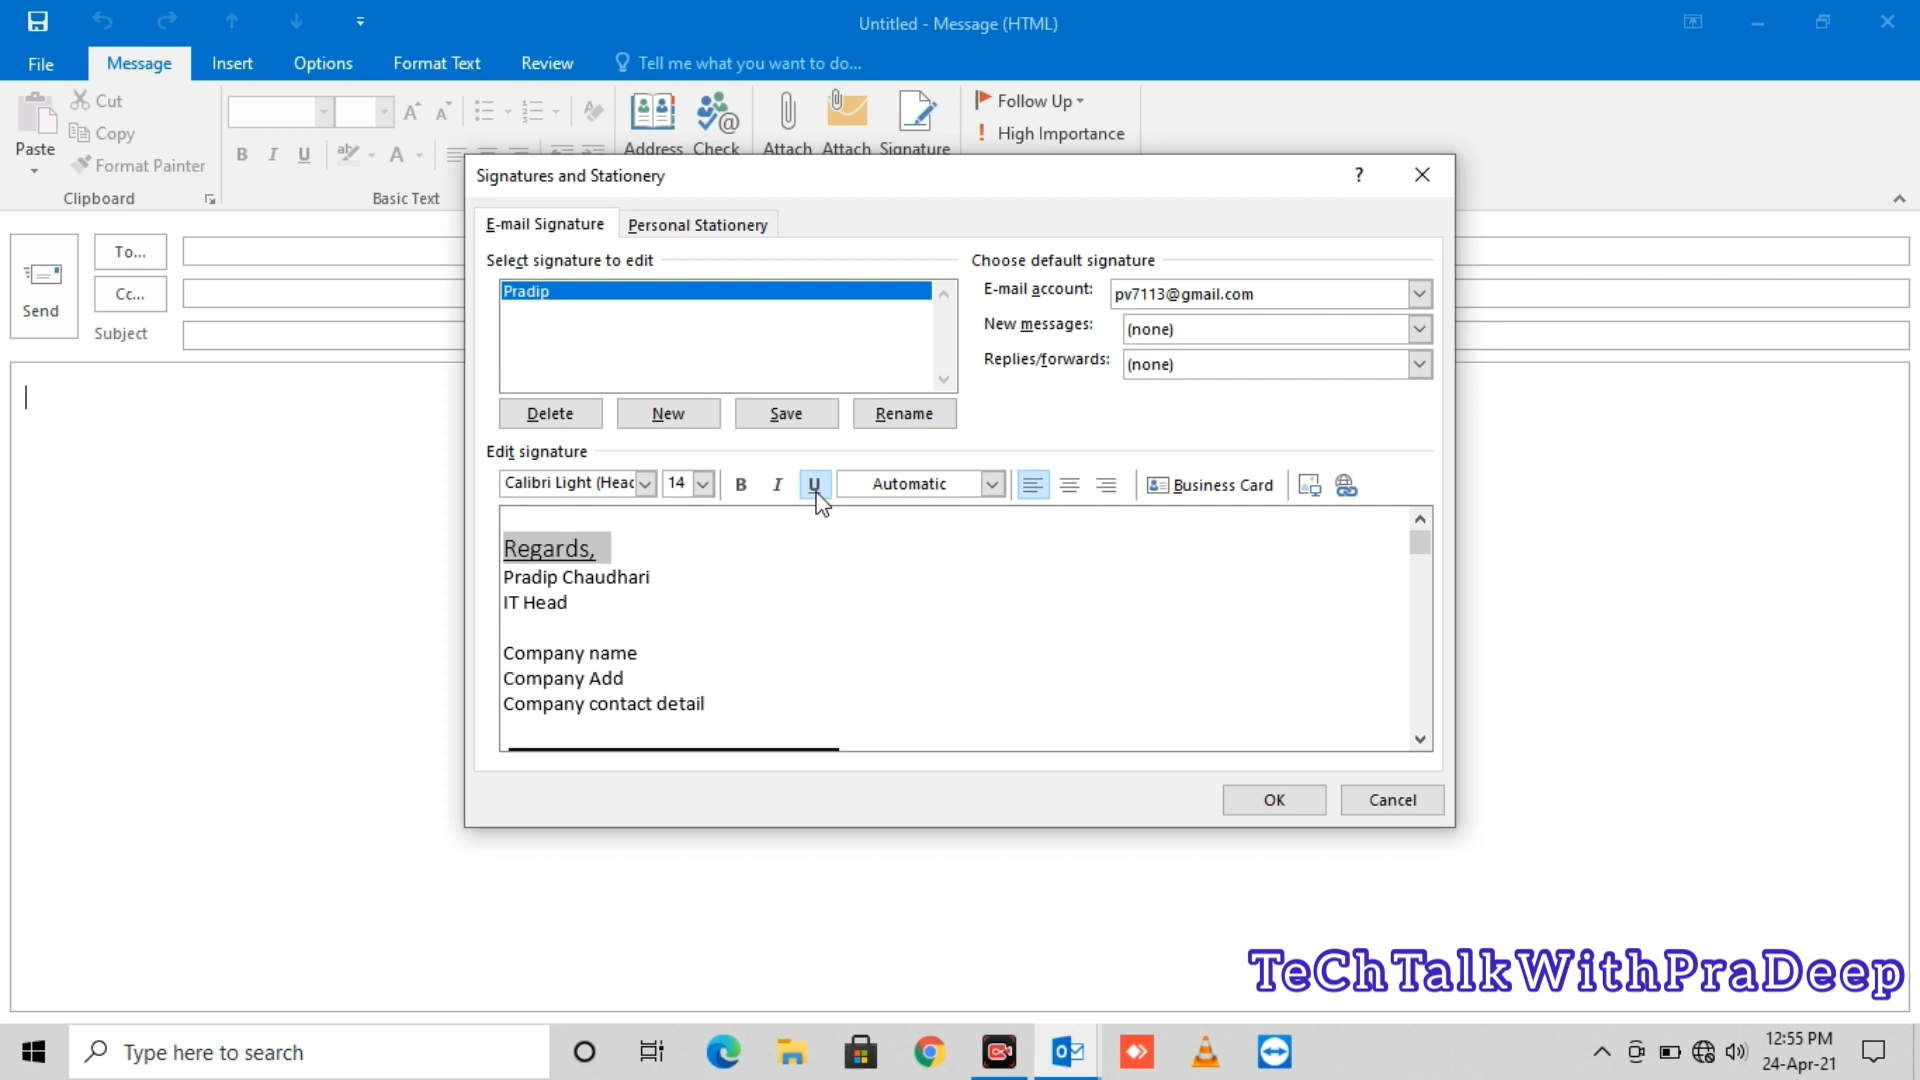 Untitled - Message (HTML)
File Message Insert Options Format Text Review Tell me what you want to do...
Paste
Cut
Copy
Format Painter
Clipboard
B I U A
Basic Text
Address Check Attach Attach Signature
Follow Up
High Importance
Send
To...
Cc...
Subject
Signatures and Stationery
?
E-mail Signature Personal Stationery
Select signature to edit
Pradip
Delete New Save Rename
Choose default signature
E-mail account: pv7113@gmail.com
New messages: (none)
Replies/forwards: (none)
Edit signature
Calibri Light (Head 14 B I U Automatic Business Card
Regards,
Pradip Chaudhari
IT Head
Company name
Company Add
Company contact detail
OK Cancel
TeChTalkWithPraDeep
Type here to search
12:55 PM
24-Apr-21